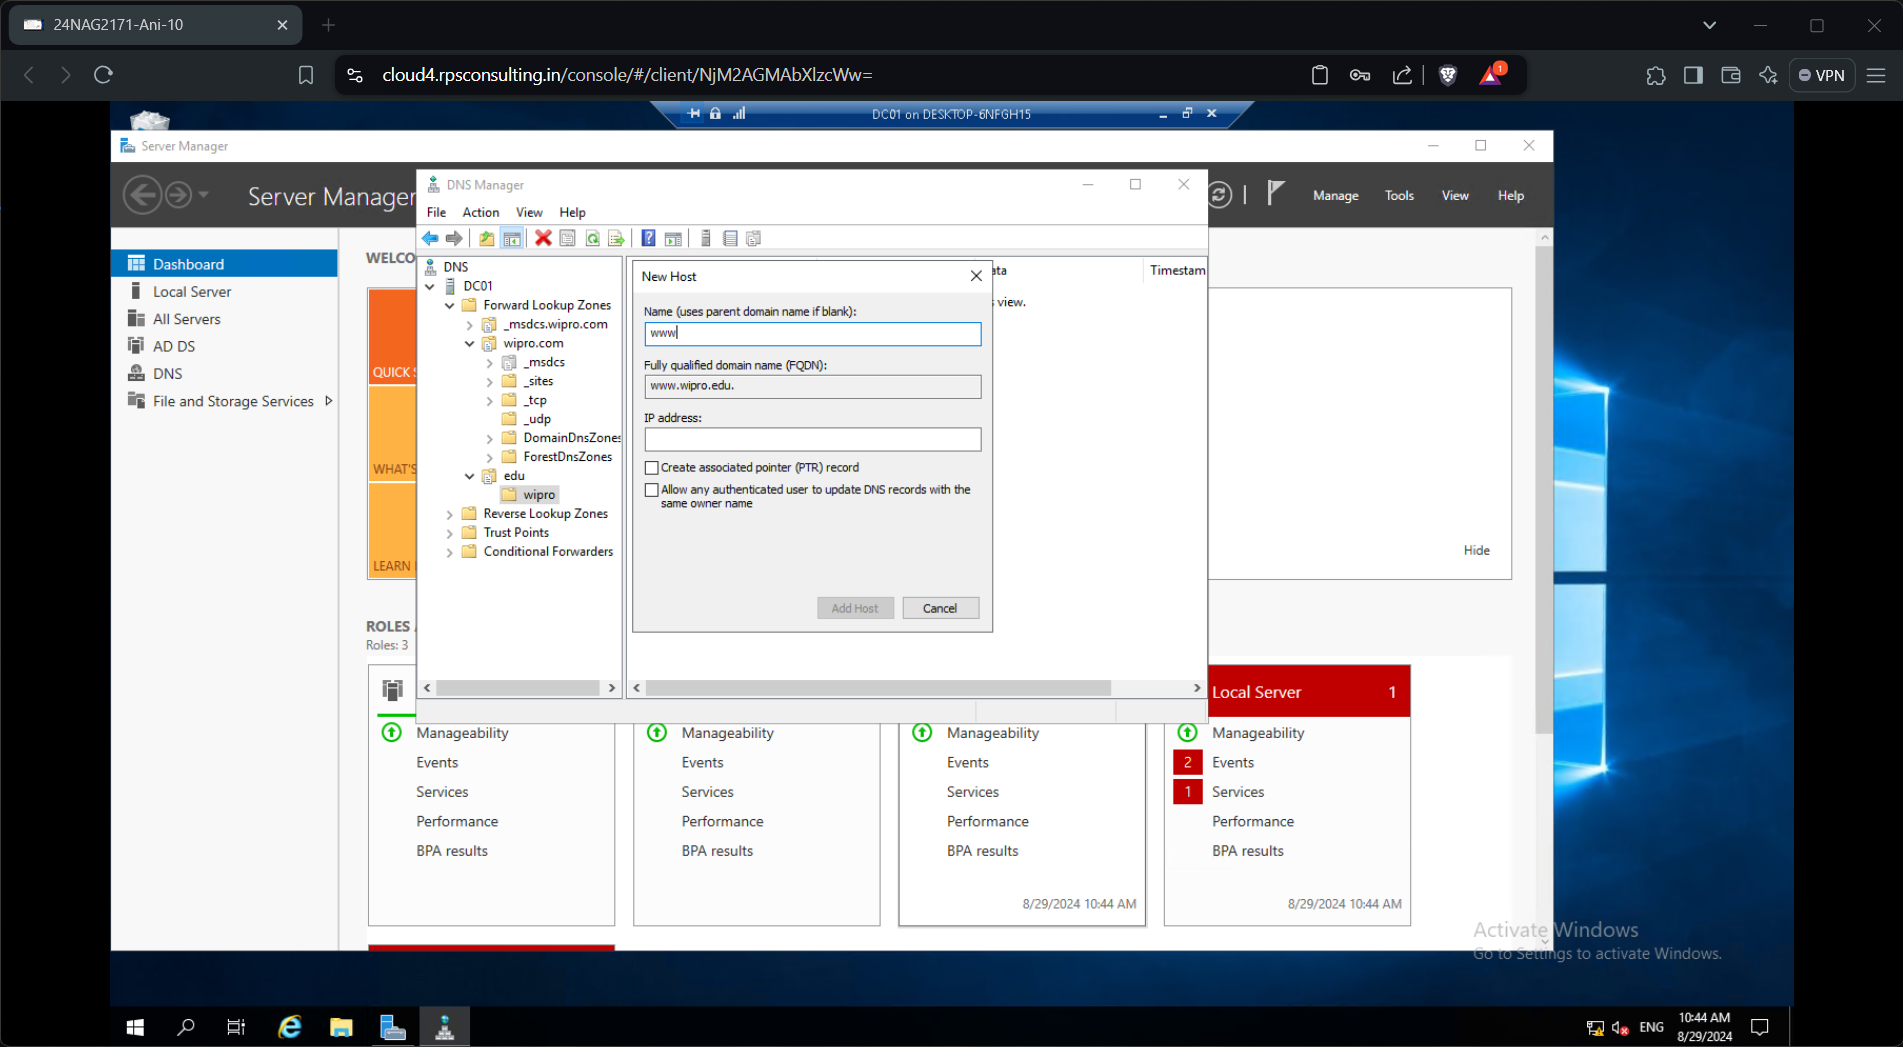 24NAG2171-Ani-10
cloud4.rpsconsulting.in/console/#/client/NjM2AGMAbXlzcWw=
1
VPN
DC01 on DESKTOP-6NFGH15
Server Manager
Server Manager
Manage
Tools
View
Help
Dashboard
Local Server
All Servers
AD DS
DNS
File and Storage Services
WELCO
QUICK S
WHAT'S
LEARN
Hide
DNS Manager
File
Action
View
Help
DNS
DC01
Forward Lookup Zones
_msdcs.wipro.com
wipro.com
_msdcs
_sites
_tcp
_udp
DomainDnsZones
ForestDnsZones
edu
wipro
Reverse Lookup Zones
Trust Points
Conditional Forwarders
ata
Timestam
s view.
New Host
Name (uses parent domain name if blank):
www
Fully qualified domain name (FQDN):
www.wipro.edu.
IP address:
Create associated pointer (PTR) record
Allow any authenticated user to update DNS records with the
same owner name
Add Host
Cancel
ROLES
Roles: 3
Manageability
Events
Services
Performance
BPA results
Manageability
Events
Services
Performance
BPA results
Manageability
Events
Services
Performance
BPA results
8/29/2024 10:44 AM
Local Server 1
Manageability
2 Events
1 Services
Performance
BPA results
8/29/2024 10:44 AM
Activate Windows
Go to Settings to activate Windows.
ENG
10:44 AM
8/29/2024